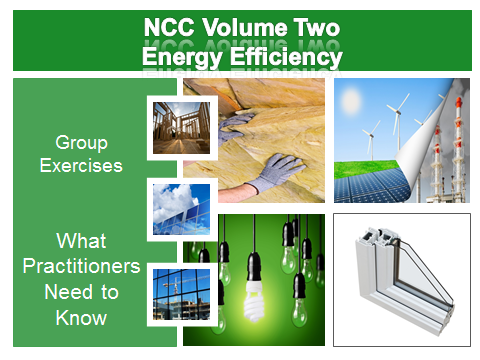 NCC Volume Two
Energy Efficiency
Group
Exercises
What
Practitioners
Need to
Know